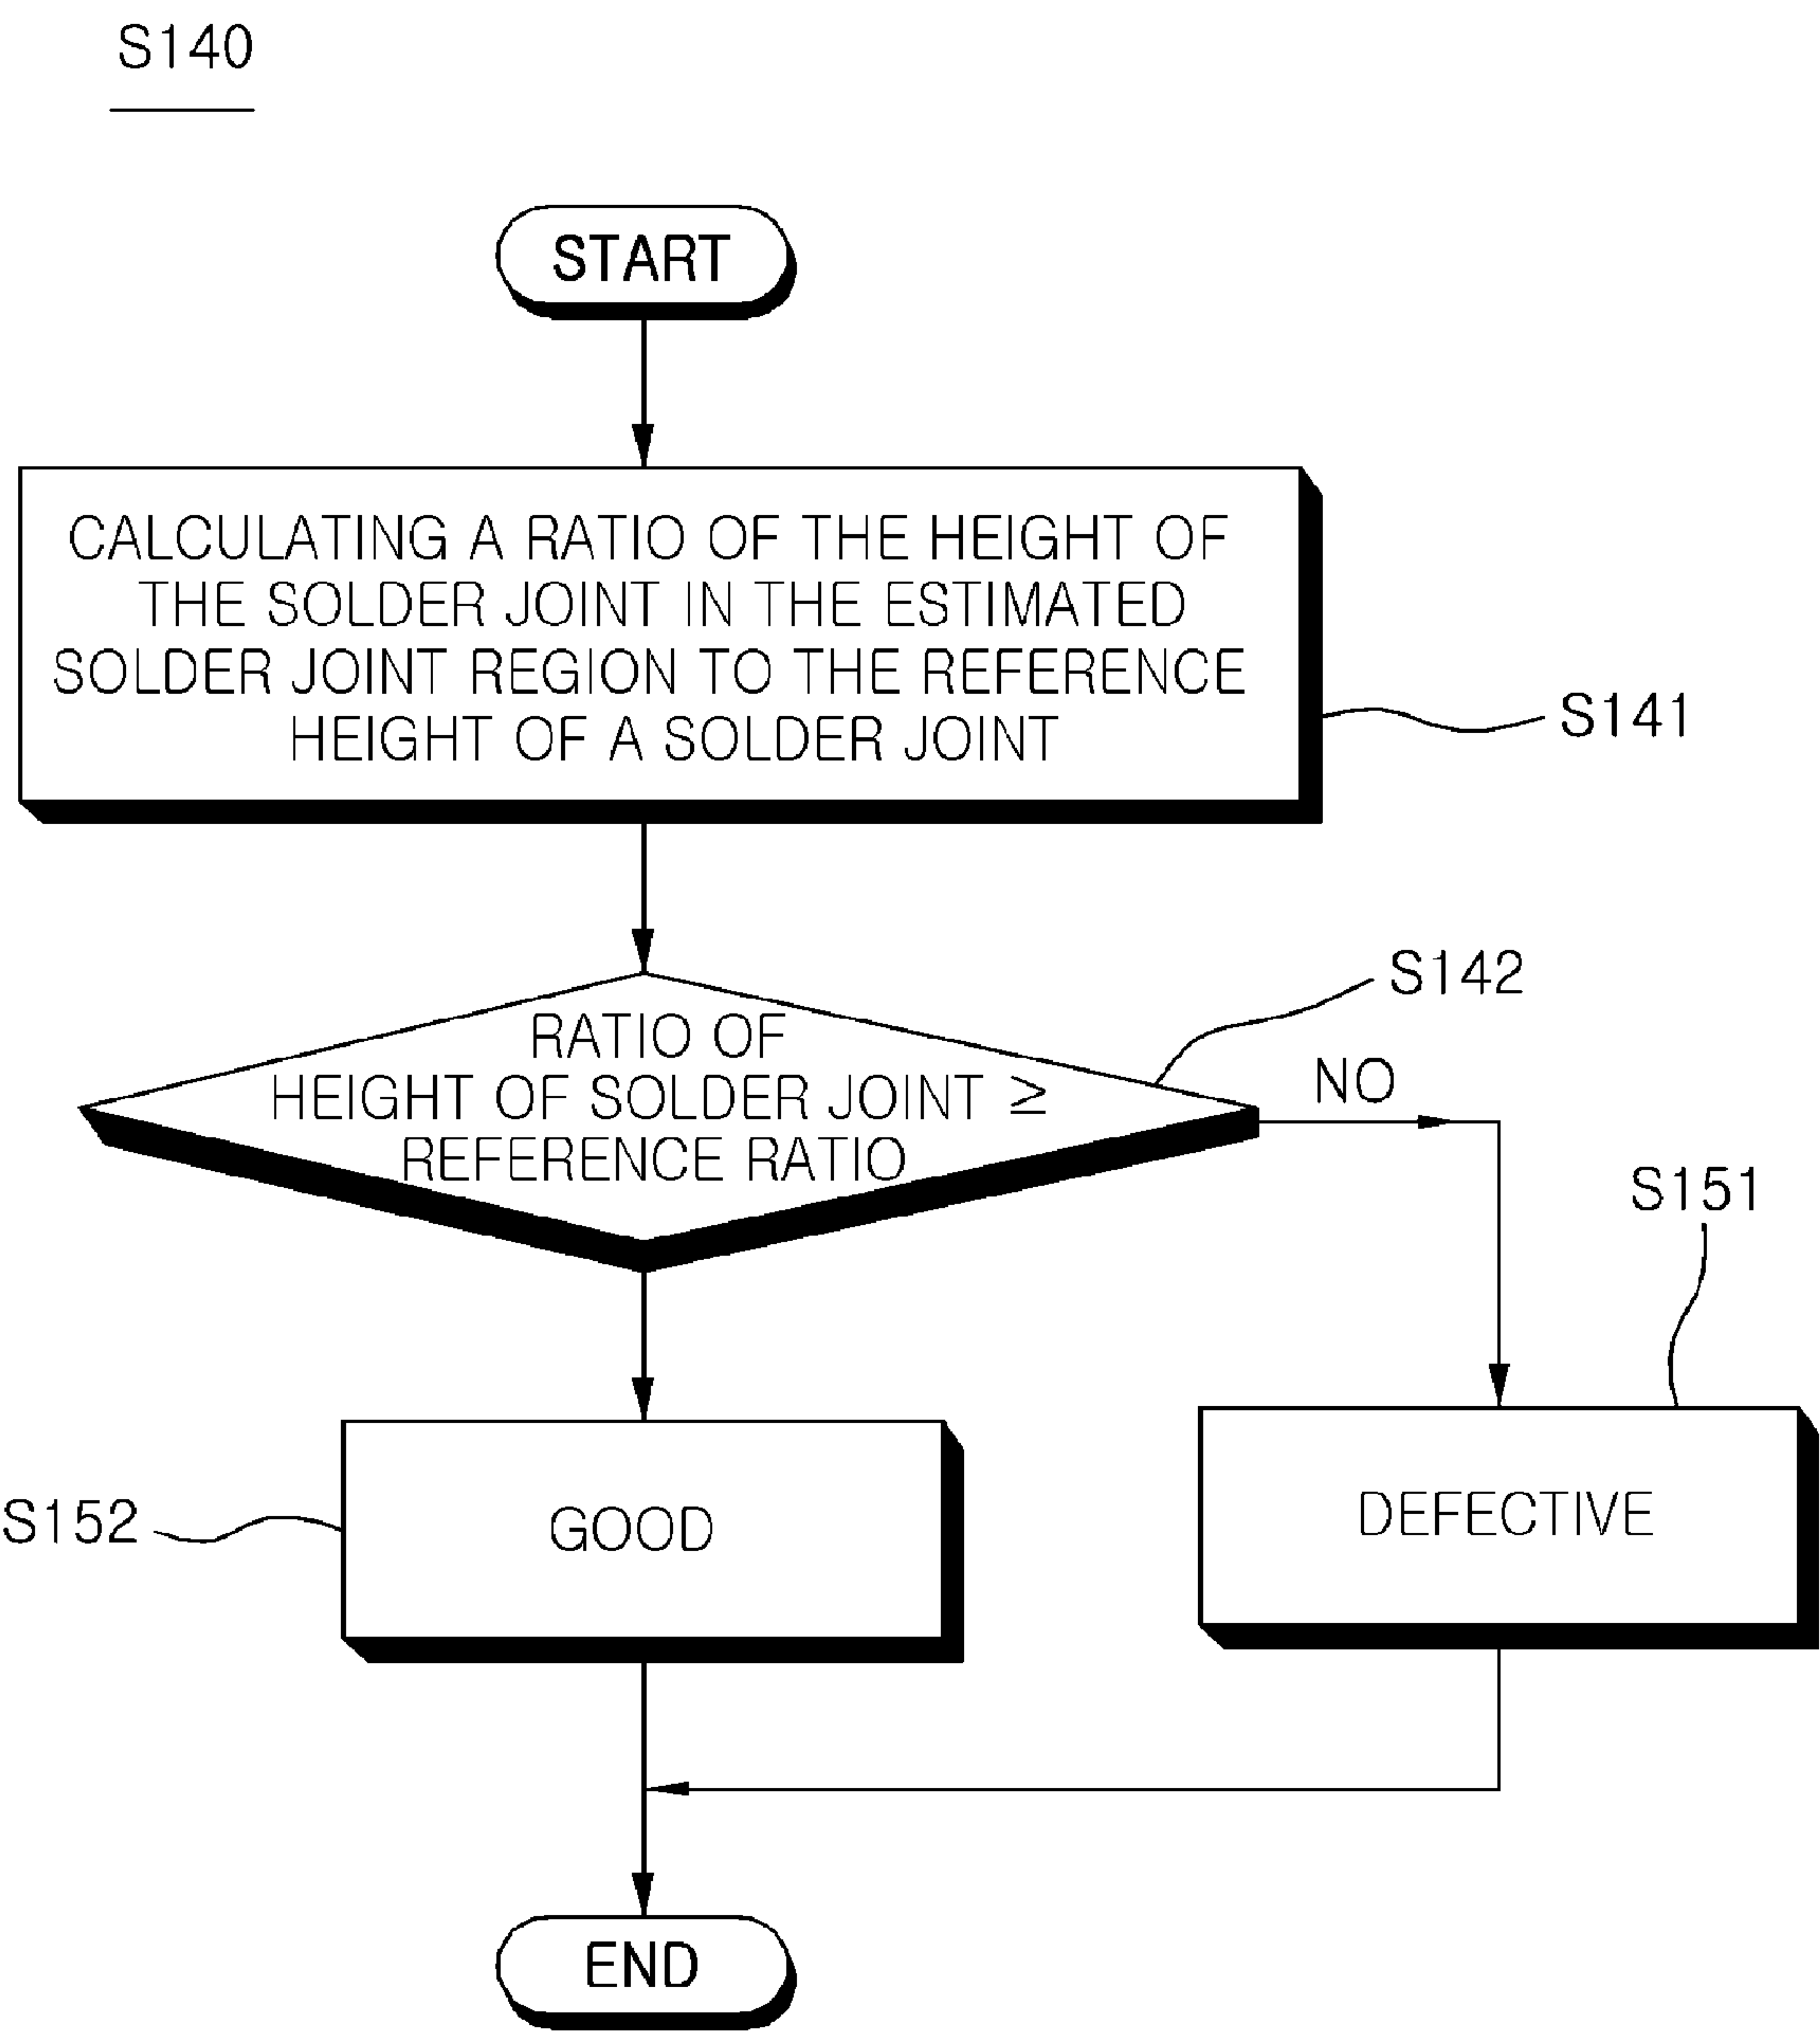 S140
START
CALCULATING A RATIO OF THE HEIGHT OF
THE SOLDER JOINT IN THE ESTIMATED
SOLDER JOINT REGION TO THE REFERENCE
HEIGHT OF A SOLDER JOINT
S141
S142
RATIO OF
HEIGHT OF SOLDER JOINT ≥
REFERENCE RATIO
NO
S151
S152
GOOD
DEFECTIVE
END